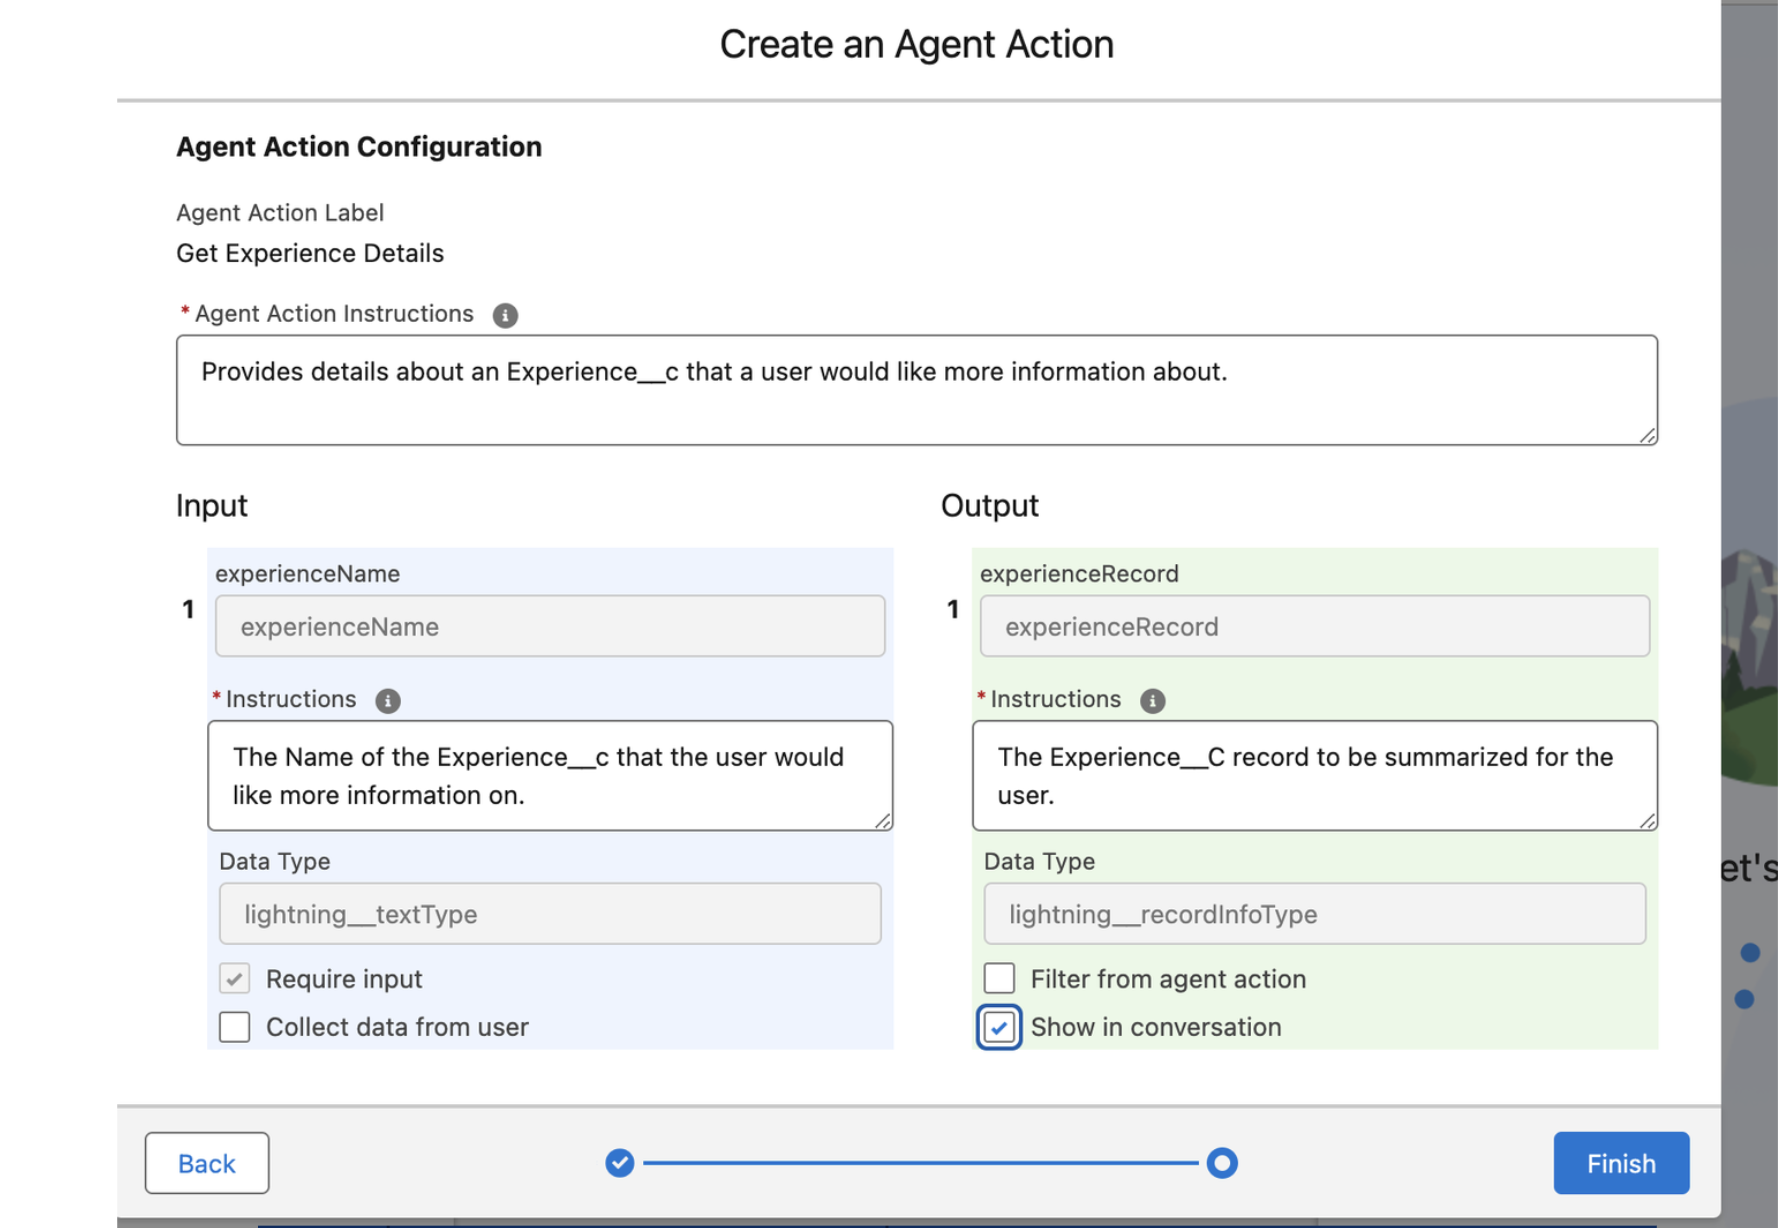 Create an Agent Action
Agent Action Configuration
Agent Action Label
Get Experience Details
* Agent Action Instructions
Provides details about an Experience__c that a user would like more information about.
Input
1
experienceName
experienceName
* Instructions
The Name of the Experience__c that the user would
like more information on.
Data Type
lightning__textType
Require input
Collect data from user
Output
1
experienceRecord
experienceRecord
* Instructions
The Experience__C record to be summarized for the
user.
Data Type
lightning__recordInfoType
Filter from agent action
Show in conversation
et's
Back
Finish